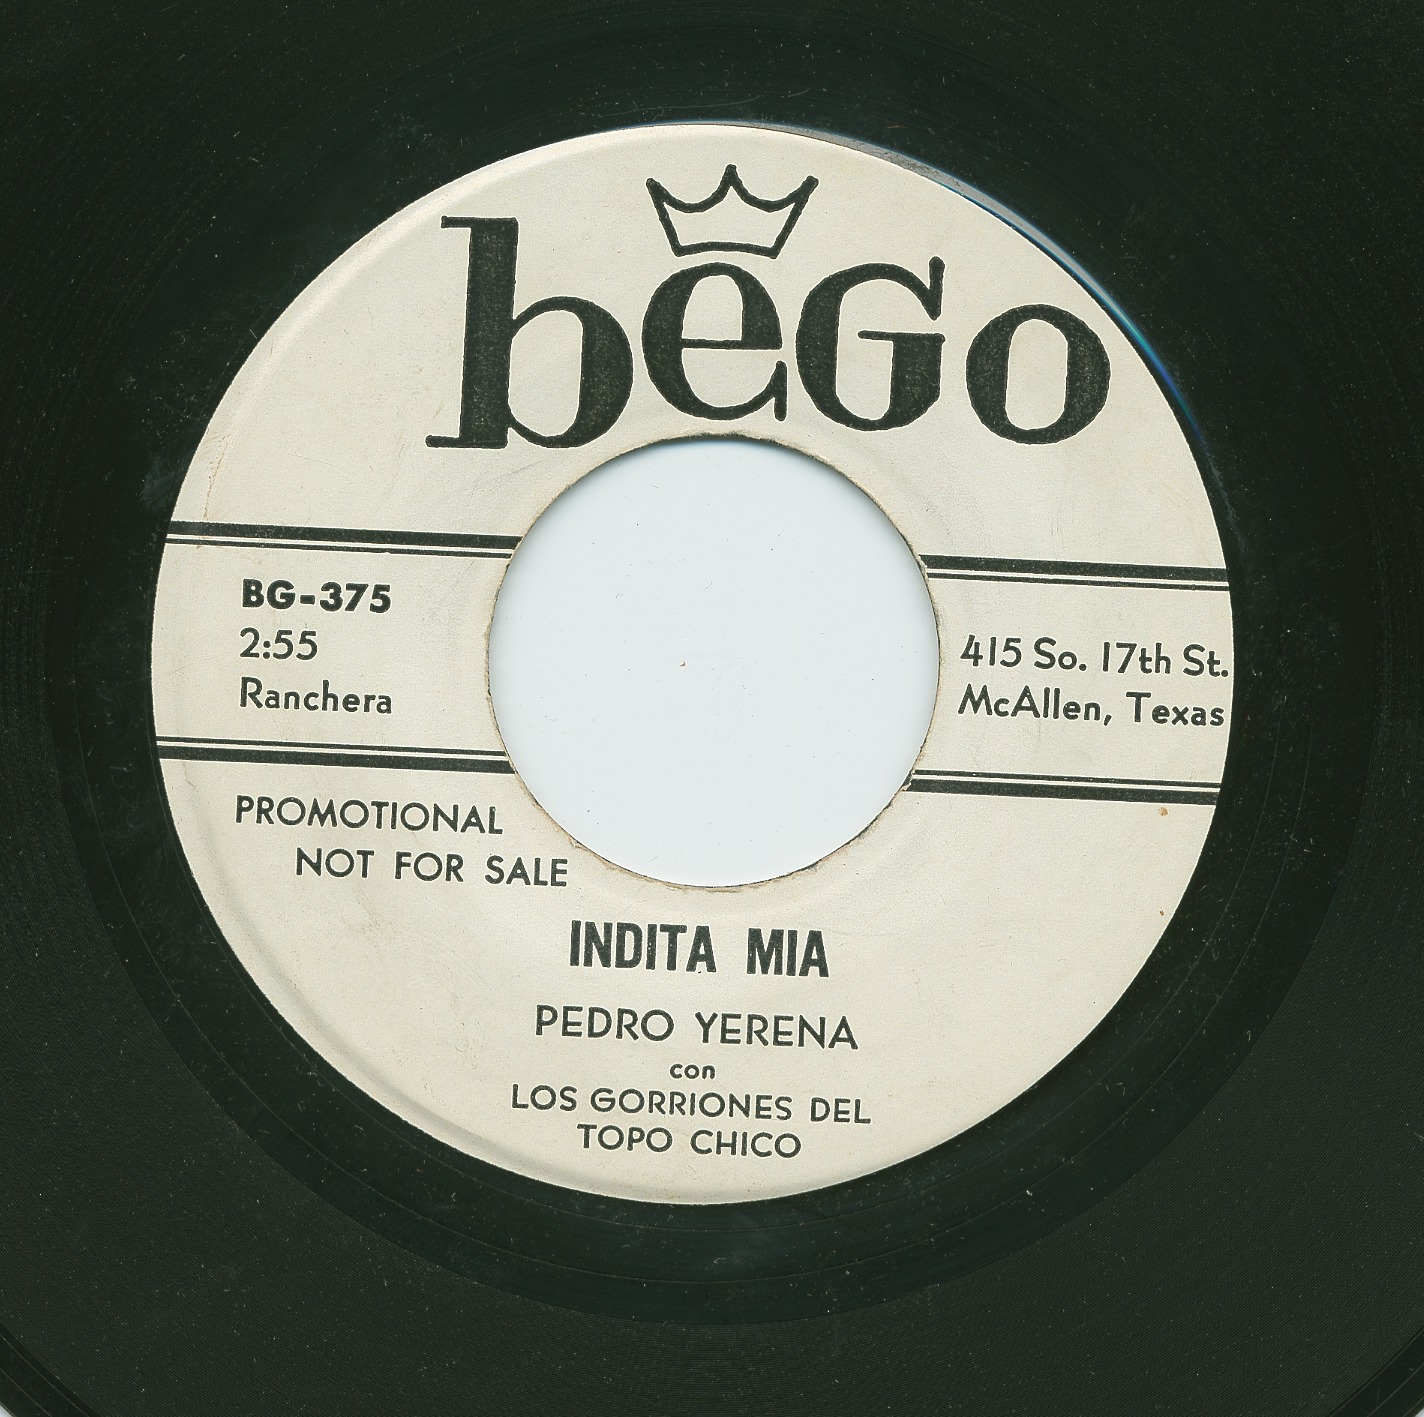 beGo
BG-375
2:55
Ranchera
415 So. 17th St.
McAllen, Texas
PROMOTIONAL
NOT FOR SALE
INDITA MIA
PEDRO YERENA
con
LOS GORRIONES DEL
TOPO CHICO